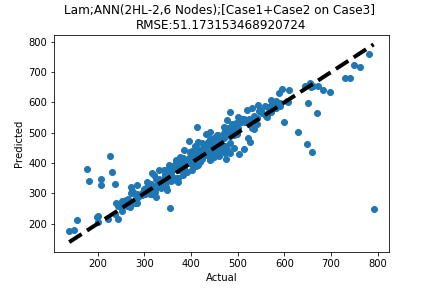 Lam;ANN(2HL-2,6 Nodes);[Case1+Case2 on Case3]
RMSE:51.173153468920724
800
700
600
500
400
300
200
Predicted
200 300 400 500 600 700 800
Actual